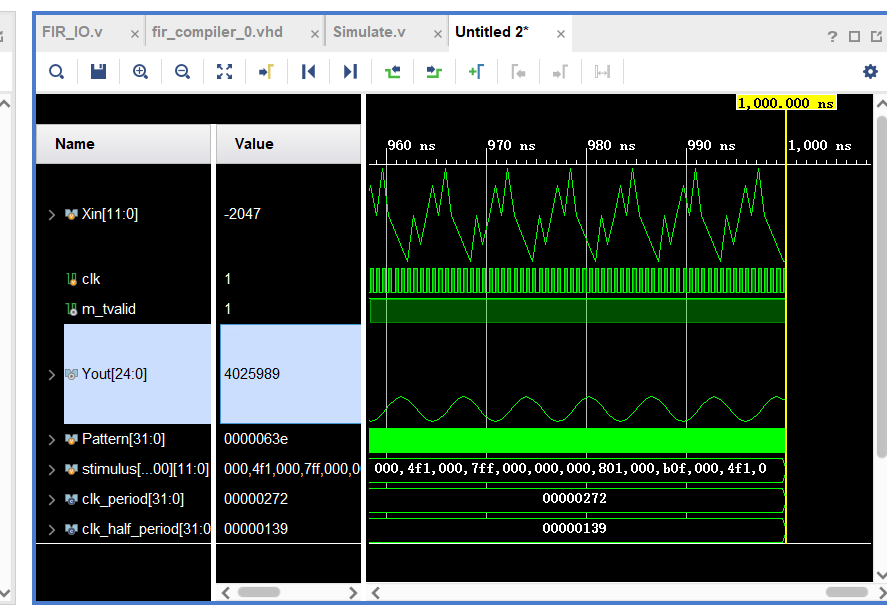 FIR_IO.v × fir_compiler_0.vhd × Simulate.v × Untitled 2* ×
1,000.000 ns
Name Value
960 ns 970 ns 980 ns 990 ns 1,000 ns
Xin[11:0] -2047
clk 1
m_tvalid 1
Yout[24:0] 4025989
Pattern[31:0] 0000063e
stimulus[...00][11:0] 000,4f1,000,7ff,000,0 000,4f1,000,7ff,000,000,000,801,000,b0f,000,4f1,0
clk_period[31:0] 00000272 00000272
clk_half_period[31:0 00000139 00000139